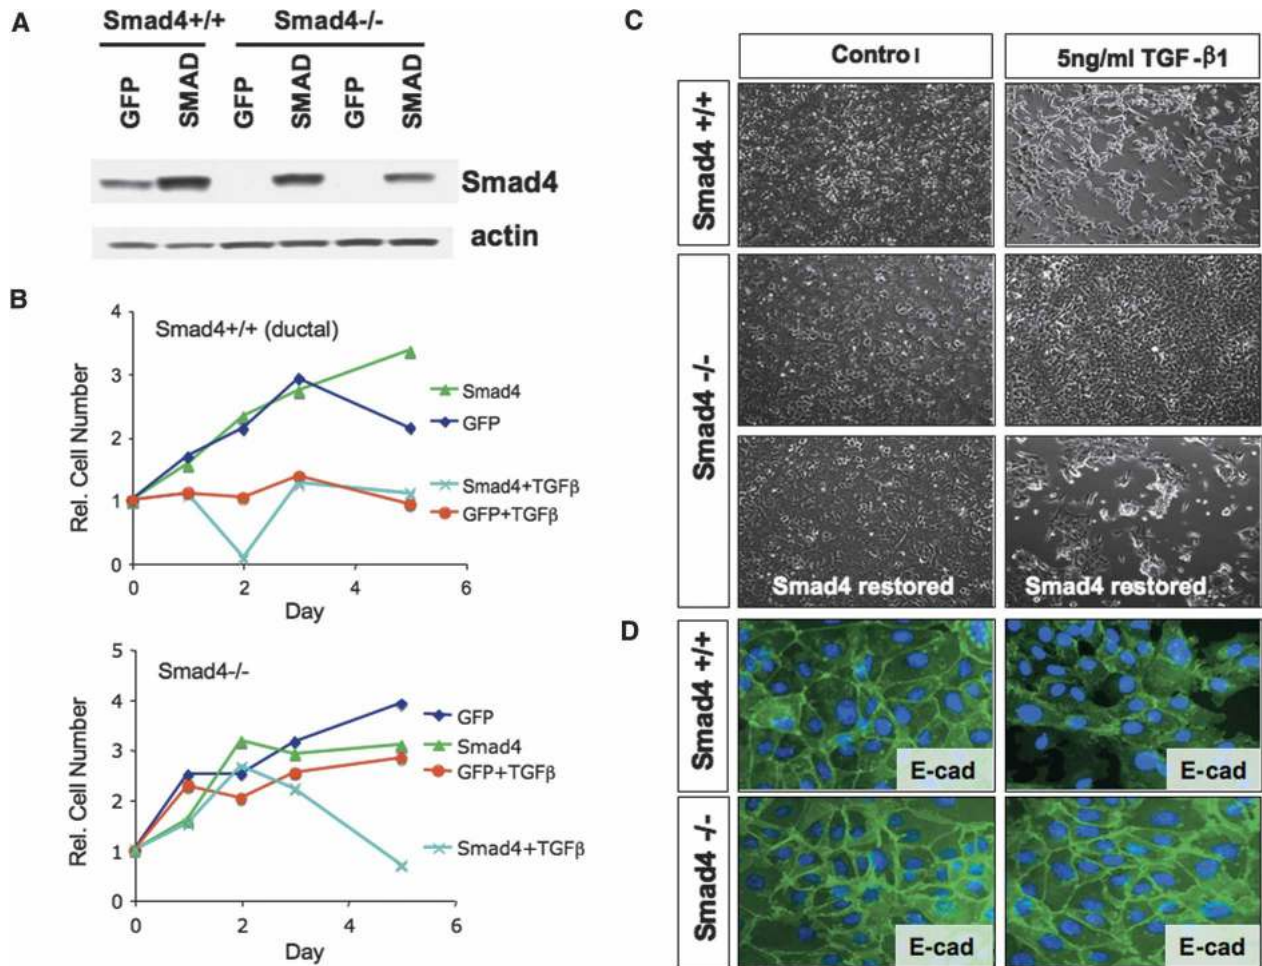 A
Smad4+/+
Smad4-/-
GFP
SMAD
GFP
SMAD
GFP
SMAD
Smad4
actin
B
4
3
2
1
0
Smad4+/+ (ductal)
Rel. Cell Number
Smad4
GFP
Smad4+TGFβ
GFP+TGFβ
0
2
4
6
Day
5
4
3
2
1
0
Smad4-/-
Rel. Cell Number
GFP
Smad4
GFP+TGFβ
Smad4+TGFβ
0
2
4
6
Day
C
Control
5ng/ml TGF-β1
Smad4 +/+
Smad4 -/-
Smad4 restored
Smad4 restored
D
Smad4 +/+
E-cad
E-cad
Smad4 -/-
E-cad
E-cad